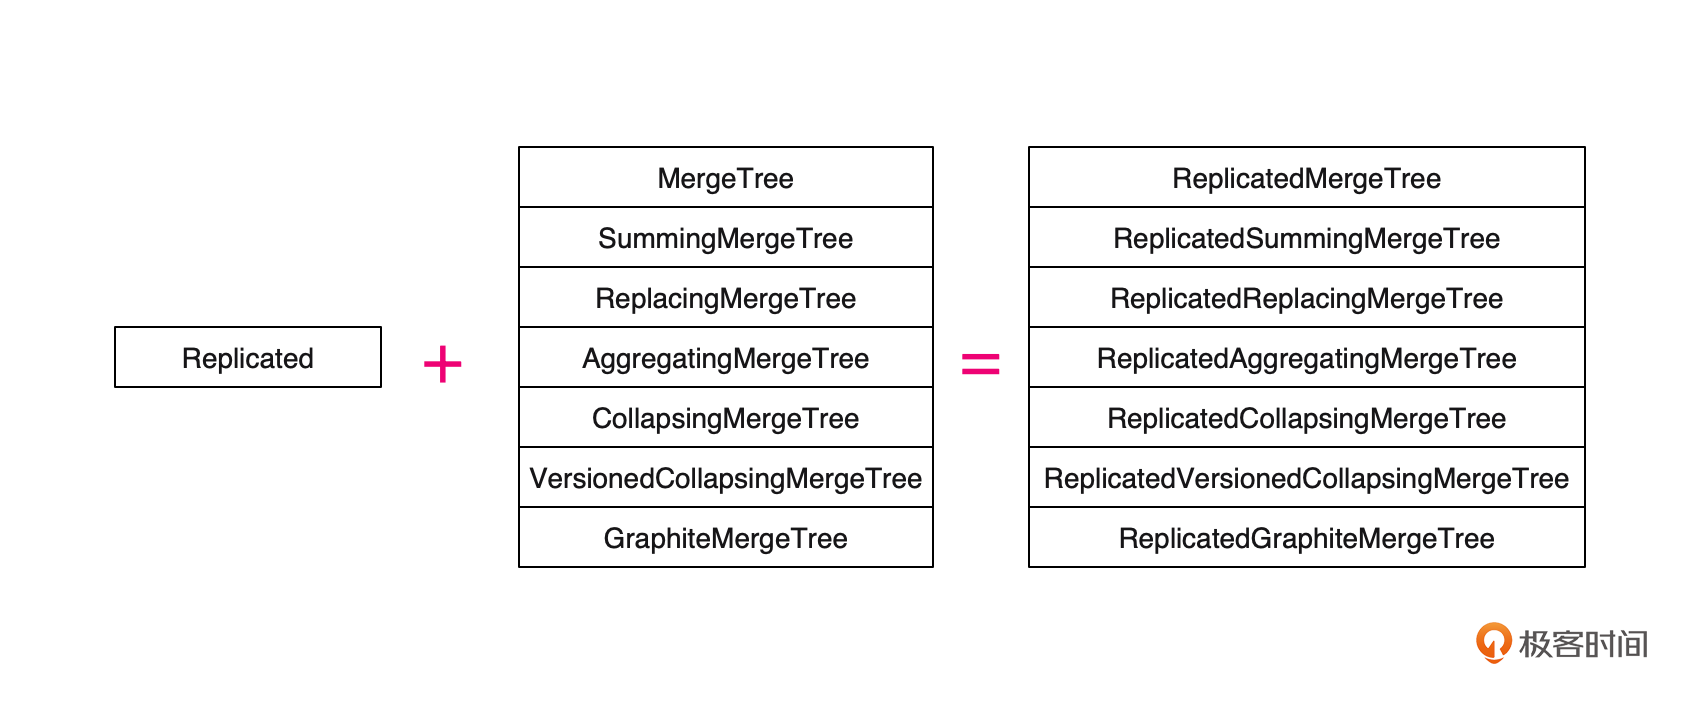 Replicated
+
MergeTree
SummingMergeTree
ReplacingMergeTree
AggregatingMergeTree
CollapsingMergeTree
VersionedCollapsingMergeTree
GraphiteMergeTree
=
ReplicatedMergeTree
ReplicatedSummingMergeTree
ReplicatedReplacingMergeTree
ReplicatedAggregatingMergeTree
ReplicatedCollapsingMergeTree
ReplicatedVersionedCollapsingMergeTree
ReplicatedGraphiteMergeTree
极客时间